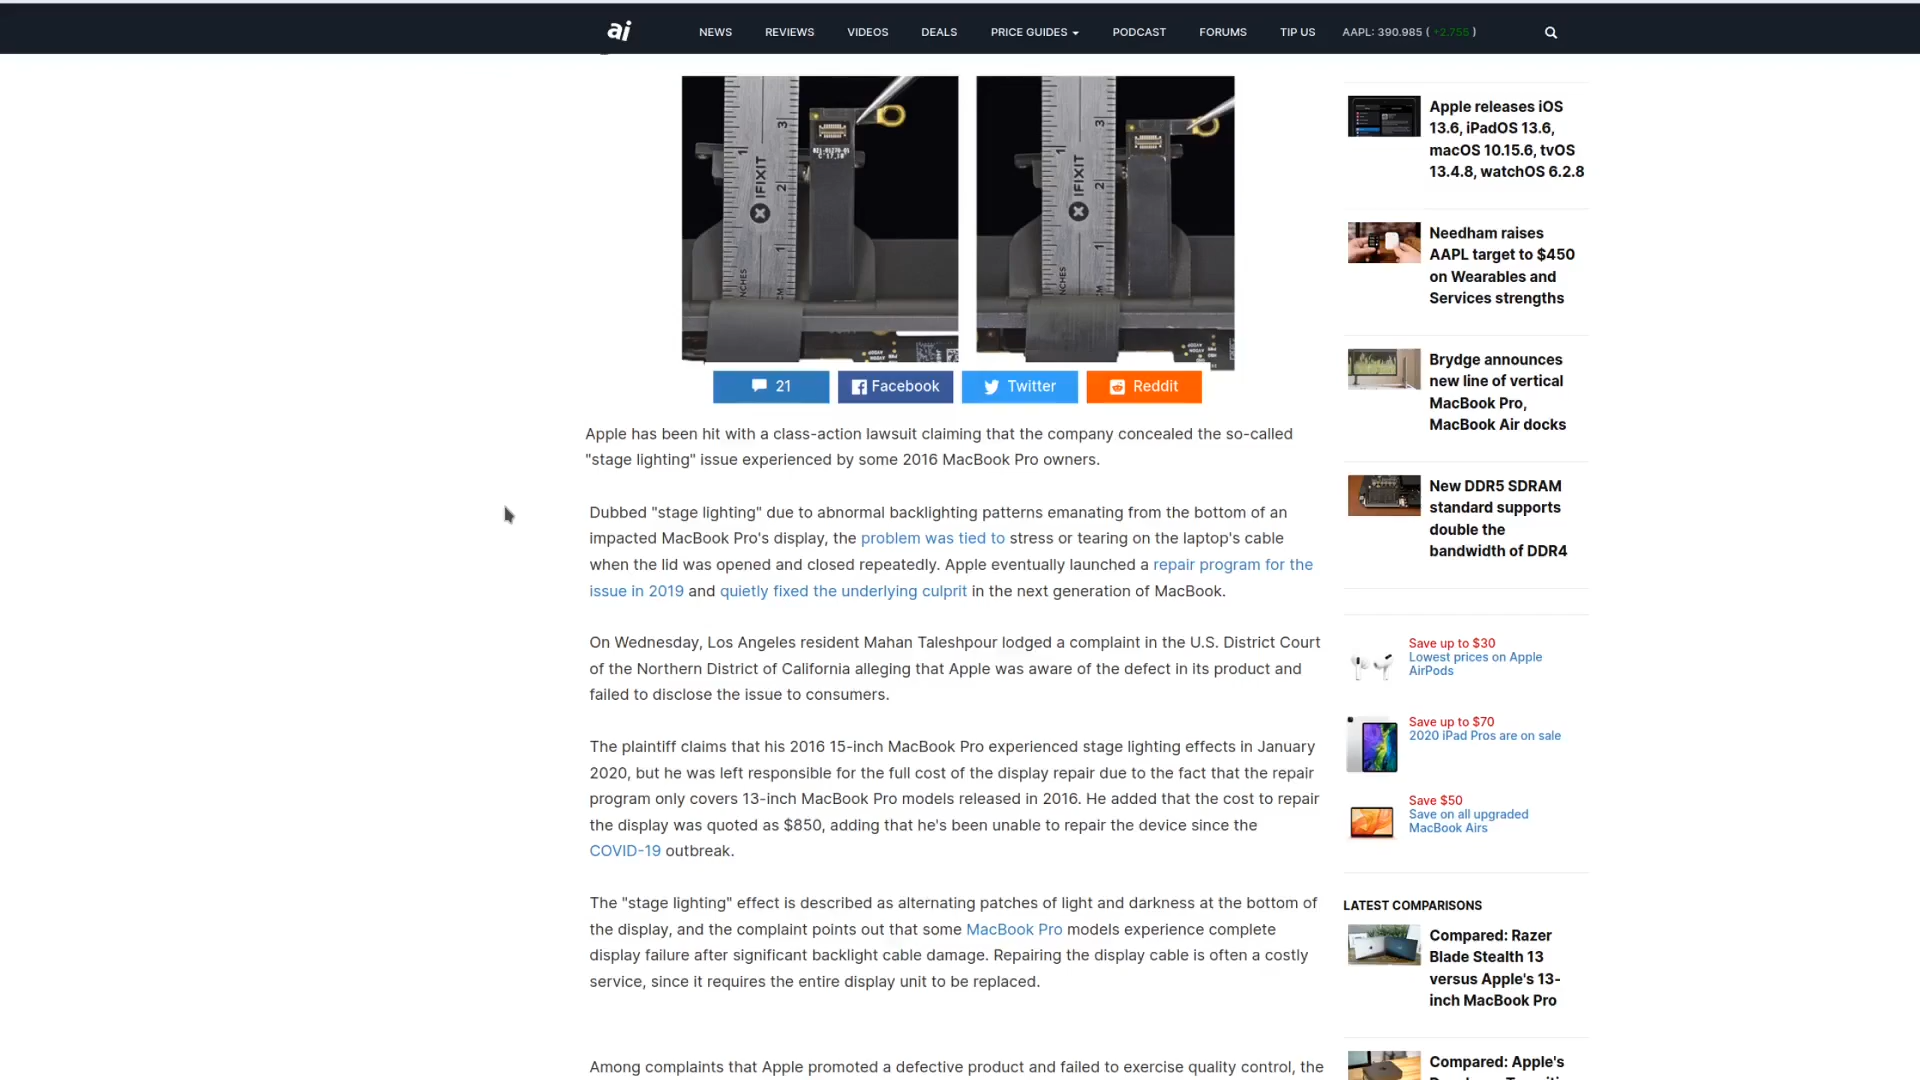 ai
NEWS
REVIEWS
VIDEOS
DEALS
PRICE GUIDES
PODCAST
FORUMS
TIP US
AAPL: 390.985 ( +2.755 )
3
2
1
1
IFIXIT
INCHES
CM
821-01270-01
3
2
1
1
IFIXIT
INCHES
CM
21
Facebook
Twitter
Reddit
Apple has been hit with a class-action lawsuit claiming that the company concealed the so-called
"stage lighting" issue experienced by some 2016 MacBook Pro owners.
Dubbed "stage lighting" due to abnormal backlighting patterns emanating from the bottom of an
impacted MacBook Pro's display, the problem was tied to stress or tearing on the laptop's cable
when the lid was opened and closed repeatedly. Apple eventually launched a repair program for the
issue in 2019 and quietly fixed the underlying culprit in the next generation of MacBook.
On Wednesday, Los Angeles resident Mahan Taleshpour lodged a complaint in the U.S. District Court
of the Northern District of California alleging that Apple was aware of the defect in its product and
failed to disclose the issue to consumers.
The plaintiff claims that his 2016 15-inch MacBook Pro experienced stage lighting effects in January
2020, but he was left responsible for the full cost of the display repair due to the fact that the repair
program only covers 13-inch MacBook Pro models released in 2016. He added that the cost to repair
the display was quoted as $850, adding that he's been unable to repair the device since the
COVID-19 outbreak.
The "stage lighting" effect is described as alternating patches of light and darkness at the bottom of
the display, and the complaint points out that some MacBook Pro models experience complete
display failure after significant backlight cable damage. Repairing the display cable is often a costly
service, since it requires the entire display unit to be replaced.
Among complaints that Apple promoted a defective product and failed to exercise quality control, the
Apple releases iOS
13.6, iPadOS 13.6,
macOS 10.15.6, tvOS
13.4.8, watchOS 6.2.8
Needham raises
AAPL target to $450
on Wearables and
Services strengths
Brydge announces
new line of vertical
MacBook Pro,
MacBook Air docks
New DDR5 SDRAM
standard supports
double the
bandwidth of DDR4
Save up to $30
Lowest prices on Apple
AirPods
Save up to $70
2020 iPad Pros are on sale
Save $50
Save on all upgraded
MacBook Airs
LATEST COMPARISONS
Compared: Razer
Blade Stealth 13
versus Apple's 13-
inch MacBook Pro
Compared: Apple's